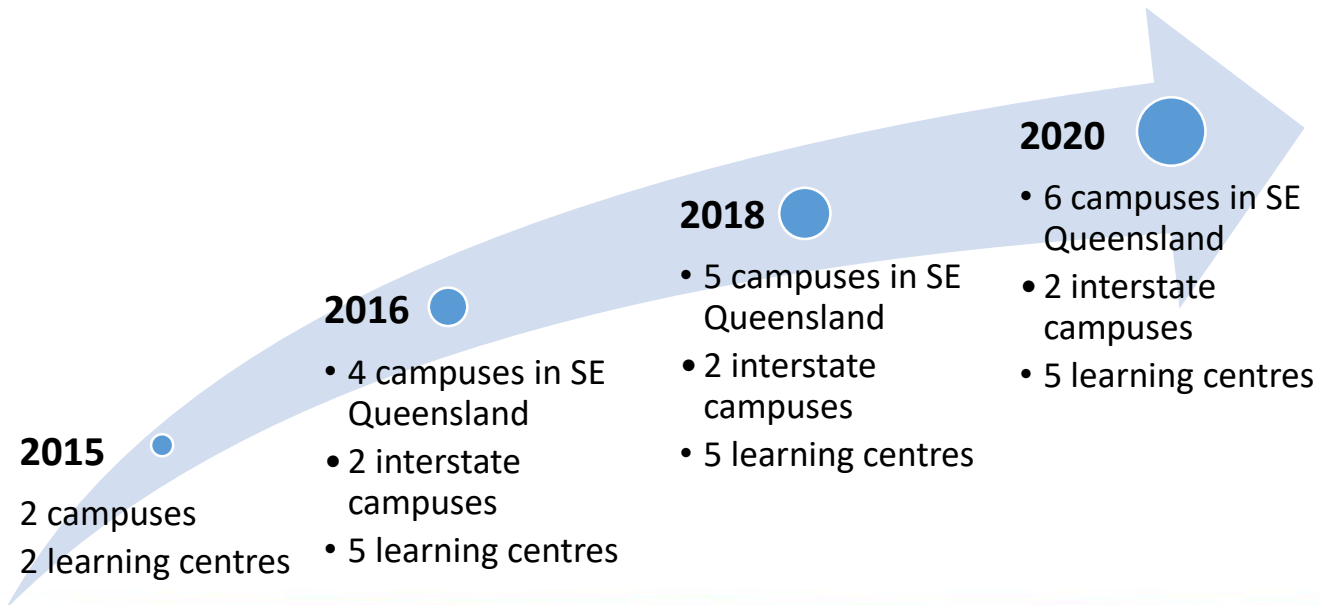 2015
2 campuses
2 learning centres
2016
• 4 campuses in SE
Queensland
• 2 interstate
campuses
• 5 learning centres
2018
• 5 campuses in SE
Queensland
• 2 interstate
campuses
• 5 learning centres
2020
• 6 campuses in SE
Queensland
• 2 interstate
campuses
• 5 learning centres